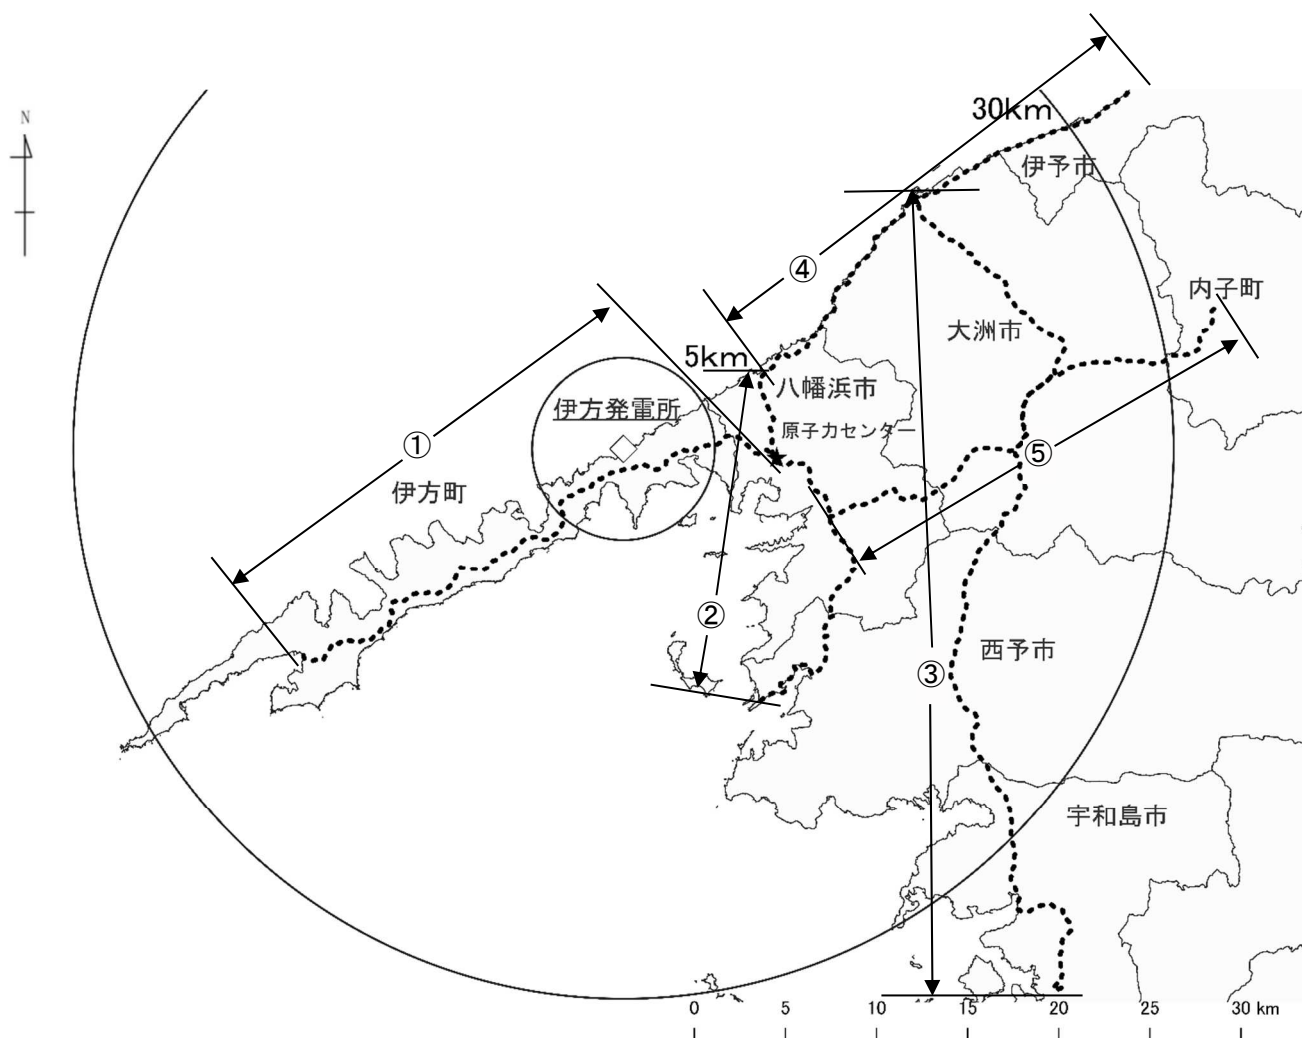 N
30km
伊予市
④
内子町
大洲市
5km
八幡浜市
伊方発電所
原子力センター
①
⑤
伊方町
②
西予市
③
宇和島市
0 5 10 15 20 25 30 km